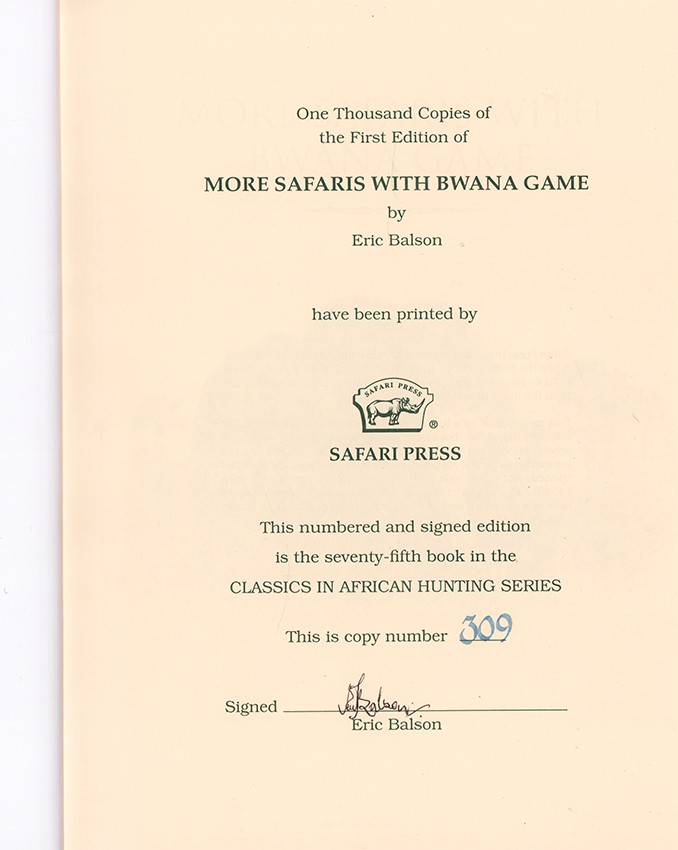 One Thousand Copies of
the First Edition of
MORE SAFARIS WITH BWANA GAME
by
Eric Balson
have been printed by
SAFARI PRESS
®
SAFARI PRESS
This numbered and signed edition
is the seventy-fifth book in the
CLASSICS IN AFRICAN HUNTING SERIES
This is copy number 309
Signed
Eric Balson